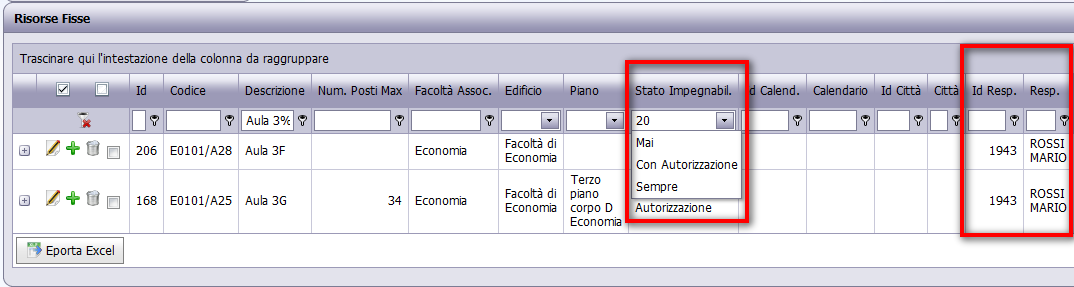 Risorse Fisse
Trascinare qui l'intestazione della colonna da raggruppare
Id Codice Descrizione Num. Posti Max Facoltà Assoc. Edificio Piano Stato Impegnabil. Id Calend. Calendario Id Città Città Id Resp. Resp.
Aula 3% 20
Mai
Con Autorizzazione
Sempre
206 E0101/A28 Aula 3F Economia Facoltà di 1943 ROSSI
Economia MARIO
168 E0101/A25 Aula 3G 34 Economia Facoltà di Terzo Autorizzazione 1943 ROSSI
Economia piano MARIO
corpo D
Economia
Eporta Excel